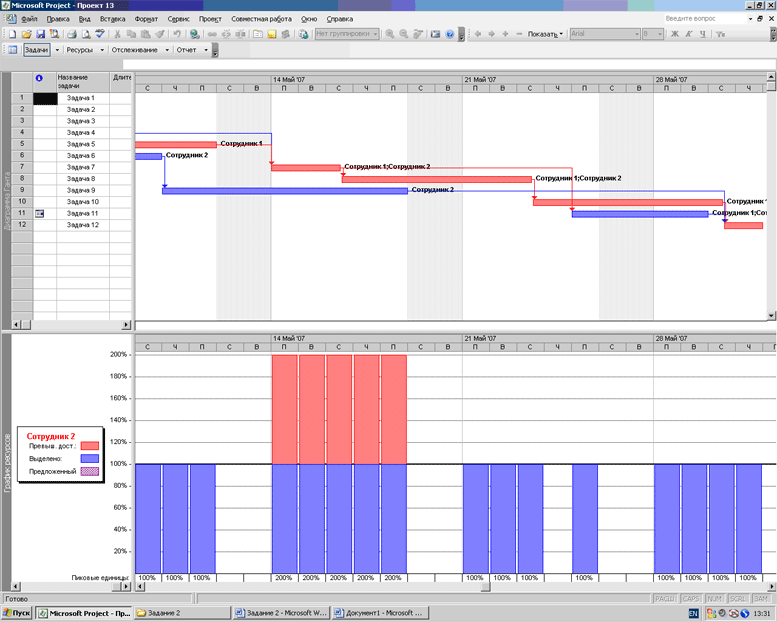 Microsoft Project - Проект 13
Файл Правка Вид Вставка Формат Сервис Проект Совместная работа Окно Справка Введите вопрос
Нет группировки Показать Arial 8 Ж К Ч
Задачи Ресурсы Отслеживание Отчет
Название задачи Длите 14 Май '07 21 Май '07 28 Май '07
С Ч П С В П В С Ч П С В П В С Ч П С В П В С Ч
1 Задача 1
2 Задача 2
3 Задача 3
4 Задача 4
5 Задача 5 Сотрудник 1
6 Задача 6 Сотрудник 2
7 Задача 7 Сотрудник 1;Сотрудник 2
8 Задача 8 Сотрудник 1;Сотрудник 2
9 Задача 9 Сотрудник 2
10 Задача 10 Сотрудник 1
11 Задача 11 Сотрудник 1;Сот
12 Задача 12
Диаграмма Ганта
14 Май '07 21 Май '07 28 Май '07
С Ч П С В П В С Ч П С В П В С Ч П С В П В С Ч П
200%
180%
160%
140%
120%
100%
80%
60%
40%
20%
График ресурсов
Сотрудник 2
Превыш. дост.:
Выделено:
Предложенный
Пиковые единицы: 100% 100% 100% 200% 200% 200% 200% 200% 100% 100% 100% 100% 100% 100% 100% 100%
Готово РАСШ CAPS NUM SCRL ЗАМ
Пуск Microsoft Project - Пр... Задание 2 Задание 2 - Microsoft W... Документ1 - Microsoft ... EN 13:31